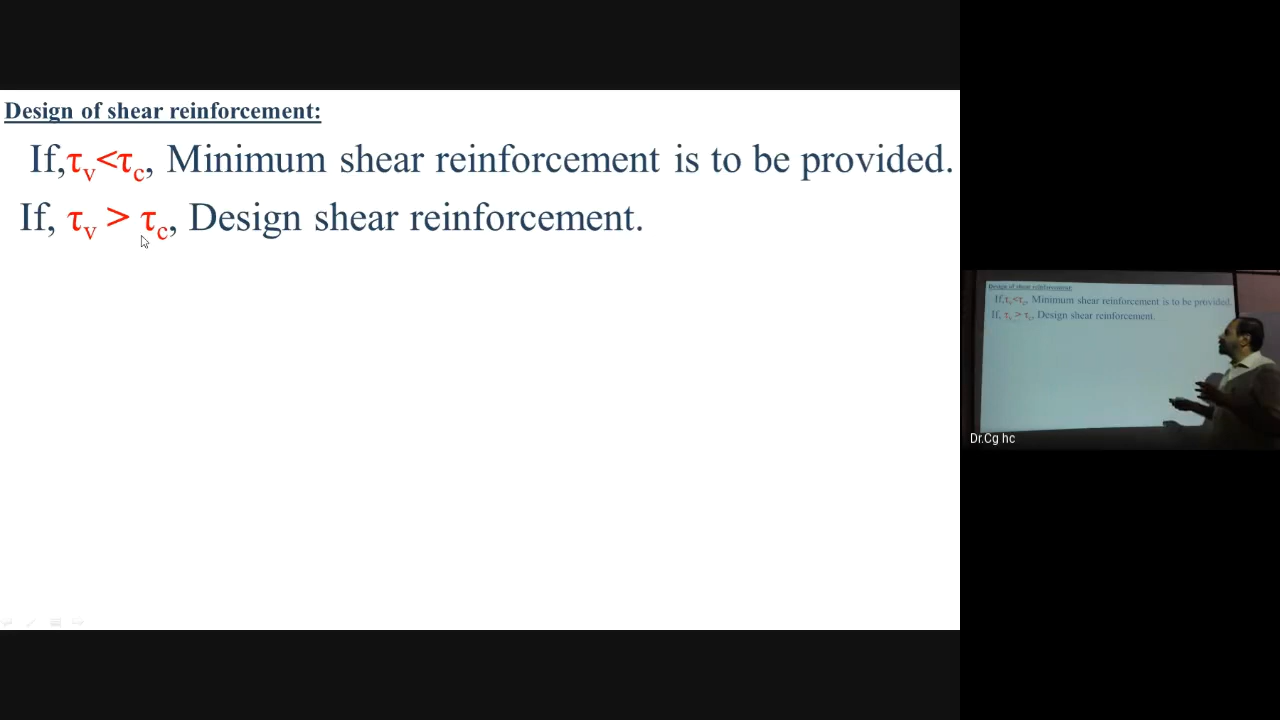 Design of shear reinforcement:
If,τv<τc, Minimum shear reinforcement is to be provided.
If, τv > τc, Design shear reinforcement.
Design of shear reinforcement:
If,τv<τc, Minimum shear reinforcement is to be provided.
If, τv > τc, Design shear reinforcement.
Dr.Cg hc